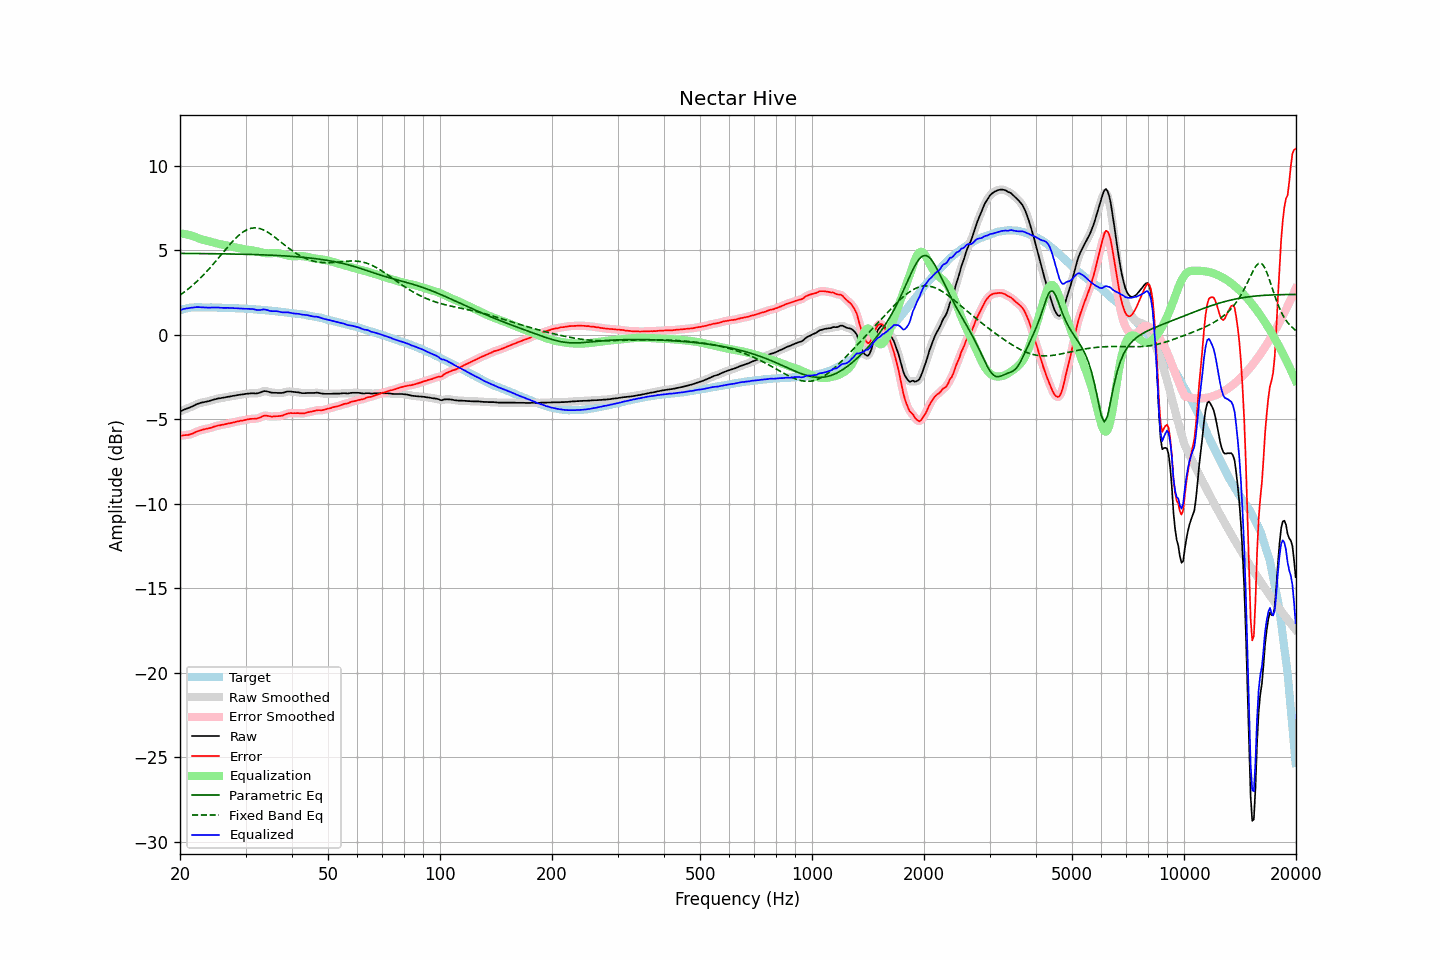 Nectar Hive
Amplitude (dBr)
10
5
0
−5
−10
−15
−20
−25
−30
Target
Raw Smoothed
Error Smoothed
Raw
Error
Equalization
Parametric Eq
Fixed Band Eq
Equalized
20 50 100 200 500 1000 2000 5000 10000 20000
Frequency (Hz)